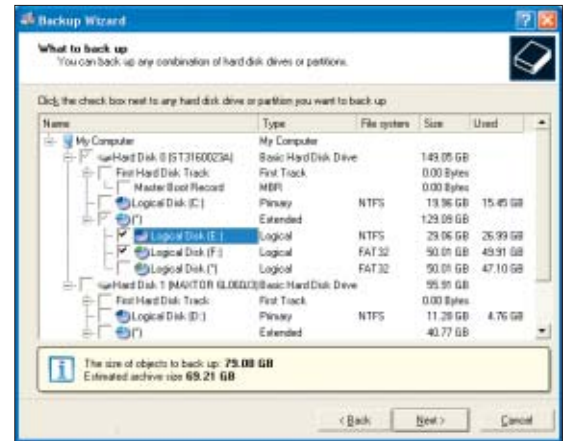 Backup Wizard
What to back up
You can back up any combination of hard disk drives or partitions.
Click the check box next to any hard disk drive or partition you want to back up
Name Type File system Size Used
My Computer My Computer
Hard Disk 0 (ST3160023A) Basic Hard Disk Drive 149.05 GB
First Hard Disk Track First Track 0.00 Bytes
Master Boot Record MBR 0.00 Bytes
Logical Disk (C:) Primary NTFS 19.96 GB 15.45 GB
(*) Extended 129.09 GB
Logical Disk (E:) Logical NTFS 29.06 GB 26.99 GB
Logical Disk (F:) Logical FAT32 50.01 GB 49.91 GB
Logical Disk (*) Logical FAT32 50.01 GB 47.10 GB
Hard Disk 1 (MAXTOR Basic Hard Disk Drive 55.91 GB
First Hard Disk Track First Track 0.00 Bytes
Logical Disk (D:) Primary NTFS 11.28 GB 4.76 GB
(*) Extended 40.77 GB
The size of objects to back up: 79.08 GB
Estimated archive size 69.21 GB
< Back Next > Cancel